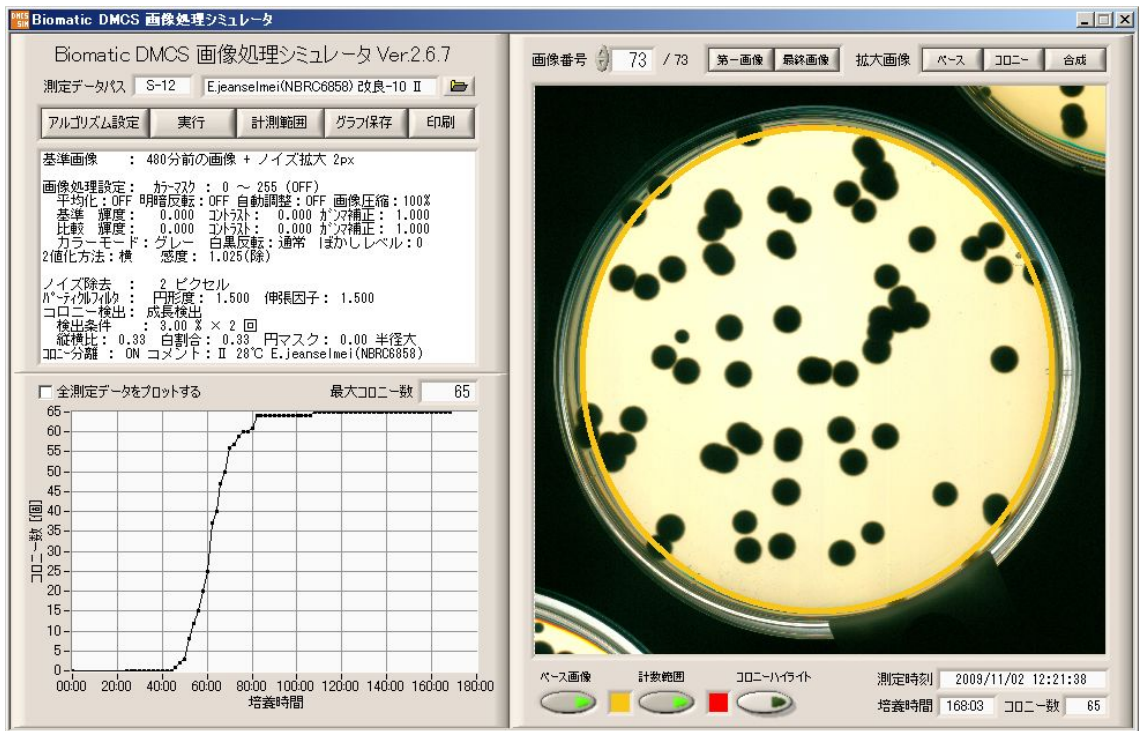 Biomatic DMCS 画像処理シミュレータ
Biomatic DMCS 画像処理シミュレータ Ver.2.6.7
測定データパス S-12 E.jeanselmei(NBRC6858) 改良-10 Ⅱ
アルゴリズム設定 実行 計測範囲 グラフ保存 印刷
基準画像 : 480分前の画像 + ノイズ拡大 2px
画像処理設定: カラーマスク : 0 ～ 255 (OFF)
平均化:OFF 明暗反転:OFF 自動調整:OFF 画像圧縮:100%
基準 輝度: 0.000 コントラスト: 0.000 ガンマ補正: 1.000
比較 輝度: 0.000 コントラスト: 0.000 ガンマ補正: 1.000
カラーモード:グレー 白黒反転:通常 ぼかしレベル:0
2値化方法:横 感度: 1.025(除)
ノイズ除去 : 2 ピクセル
パーティクルフィルタ : 円形度: 1.500 伸張因子: 1.500
コロニー検出: 成長検出
検出条件 : 3.00 % × 2 回
縦横比: 0.33 白割合: 0.33 円マスク: 0.00 半径大
コロニー分離 : ON コメント:Ⅱ 28℃ E.jeanselmei(NBRC6858)
全測定データをプロットする 最大コロニー数 65
65
60
55
50
45
40
35
30
25
20
15
10
5
0
コロニー数 [個]
00:00 20:00 40:00 60:00 80:00 100:00 120:00 140:00 160:00 180:00
培養時間
画像番号 73 / 73 第一画像 最終画像 拡大画像 ベース コロニー 合成
ベース画像 計数範囲 コロニーハイライト
測定時刻 2009/11/02 12:21:38
培養時間 168:03 コロニー数 65